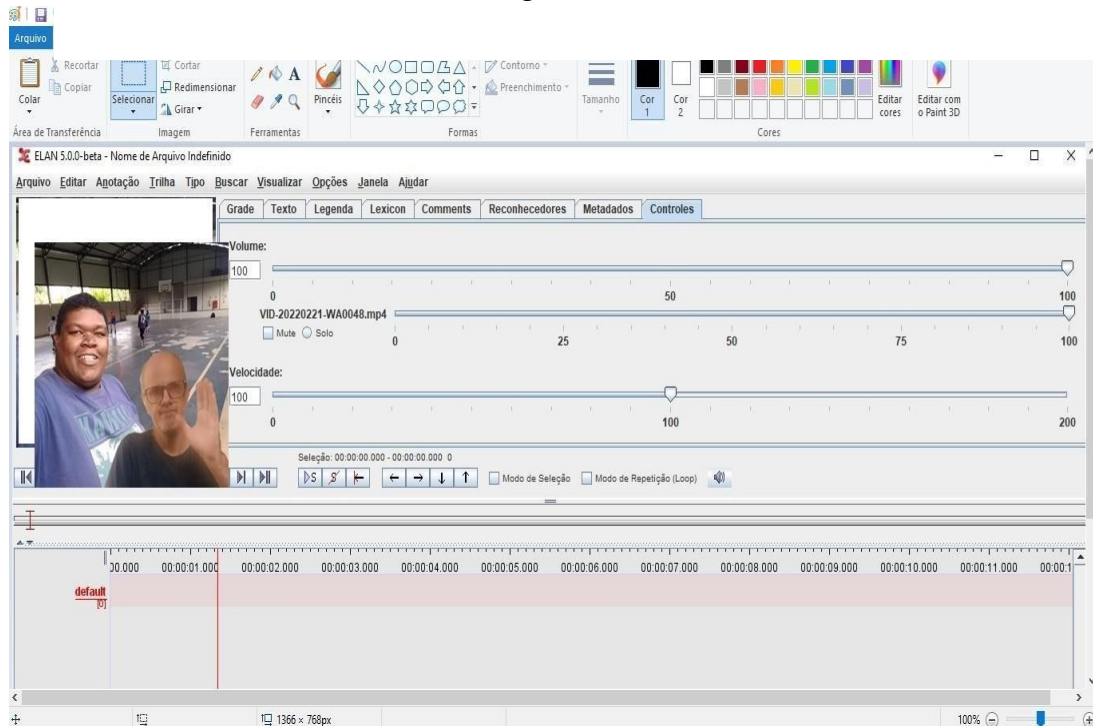 Arquivo
Recortar
Copiar
Colar
Área de Transferência
Selecionar
Cortar
Redimensionar
Girar
Imagem
A
Ferramentas
Pincéis
Contorno
Preenchimento
Formas
Tamanho
Cor 1
Cor 2
Cores
Editar cores
Editar com o Paint 3D
ELAN 5.0.0-beta - Nome de Arquivo Indefinido
Arquivo Editar Anotação Trilha Tipo Buscar Visualizar Opções Janela Ajudar
Grade Texto Legenda Lexicon Comments Reconhecedores Metadados Controles
Volume:
100
0 50 100
VID-20220221-WA0048.mp4
Mute Solo
0 25 50 75 100
Velocidade:
100
0 100 200
Seleção: 00:00:00.000 - 00:00:00.000 0
S S Modo de Seleção Modo de Repetição (Loop)
00:00:01.000 00:00:02.000 00:00:03.000 00:00:04.000 00:00:05.000 00:00:06.000 00:00:07.000 00:00:08.000 00:00:09.000 00:00:10.000 00:00:11.000
default
[0]
1366 × 768px
100%